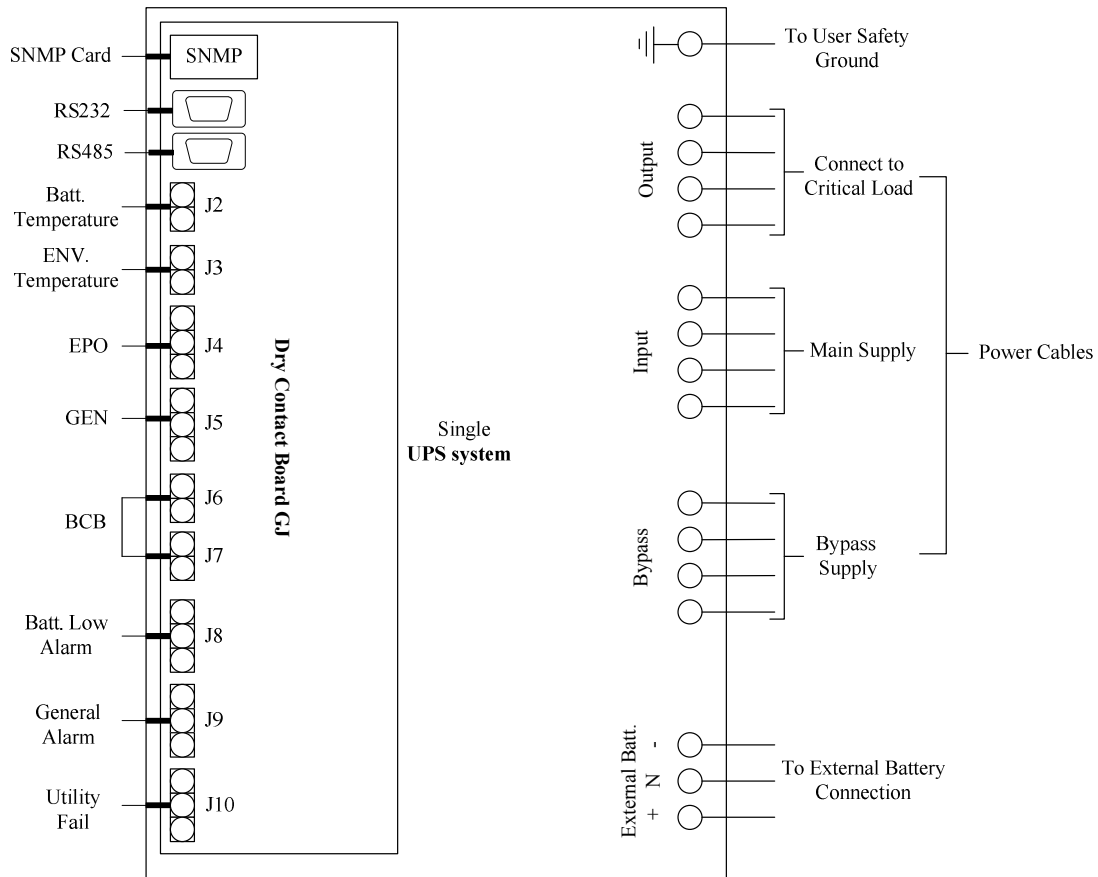 SNMP Card
SNMP
RS232
RS485
Batt.
Temperature
J2
ENV.
Temperature
J3
EPO
J4
GEN
J5
BCB
J6
J7
Batt. Low
Alarm
J8
General
Alarm
J9
Utility
Fail
J10
Dry Contact Board GJ
Single
UPS system
To User Safety
Ground
Output
Connect to
Critical Load
Input
Main Supply
Power Cables
Bypass
Bypass
Supply
External Batt.
-
N
+
To External Battery
Connection